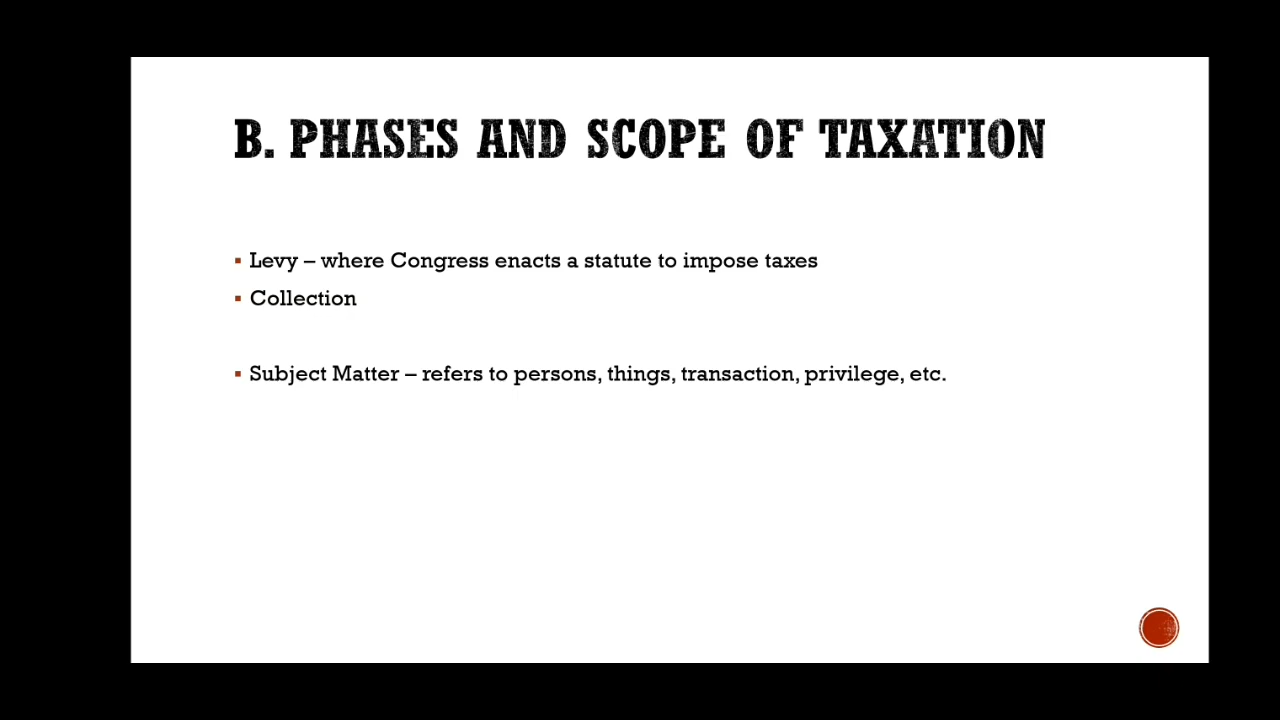 B. PHASES AND SCOPE OF TAXATION
▪ Levy – where Congress enacts a statute to impose taxes
▪ Collection
▪ Subject Matter – refers to persons, things, transaction, privilege, etc.